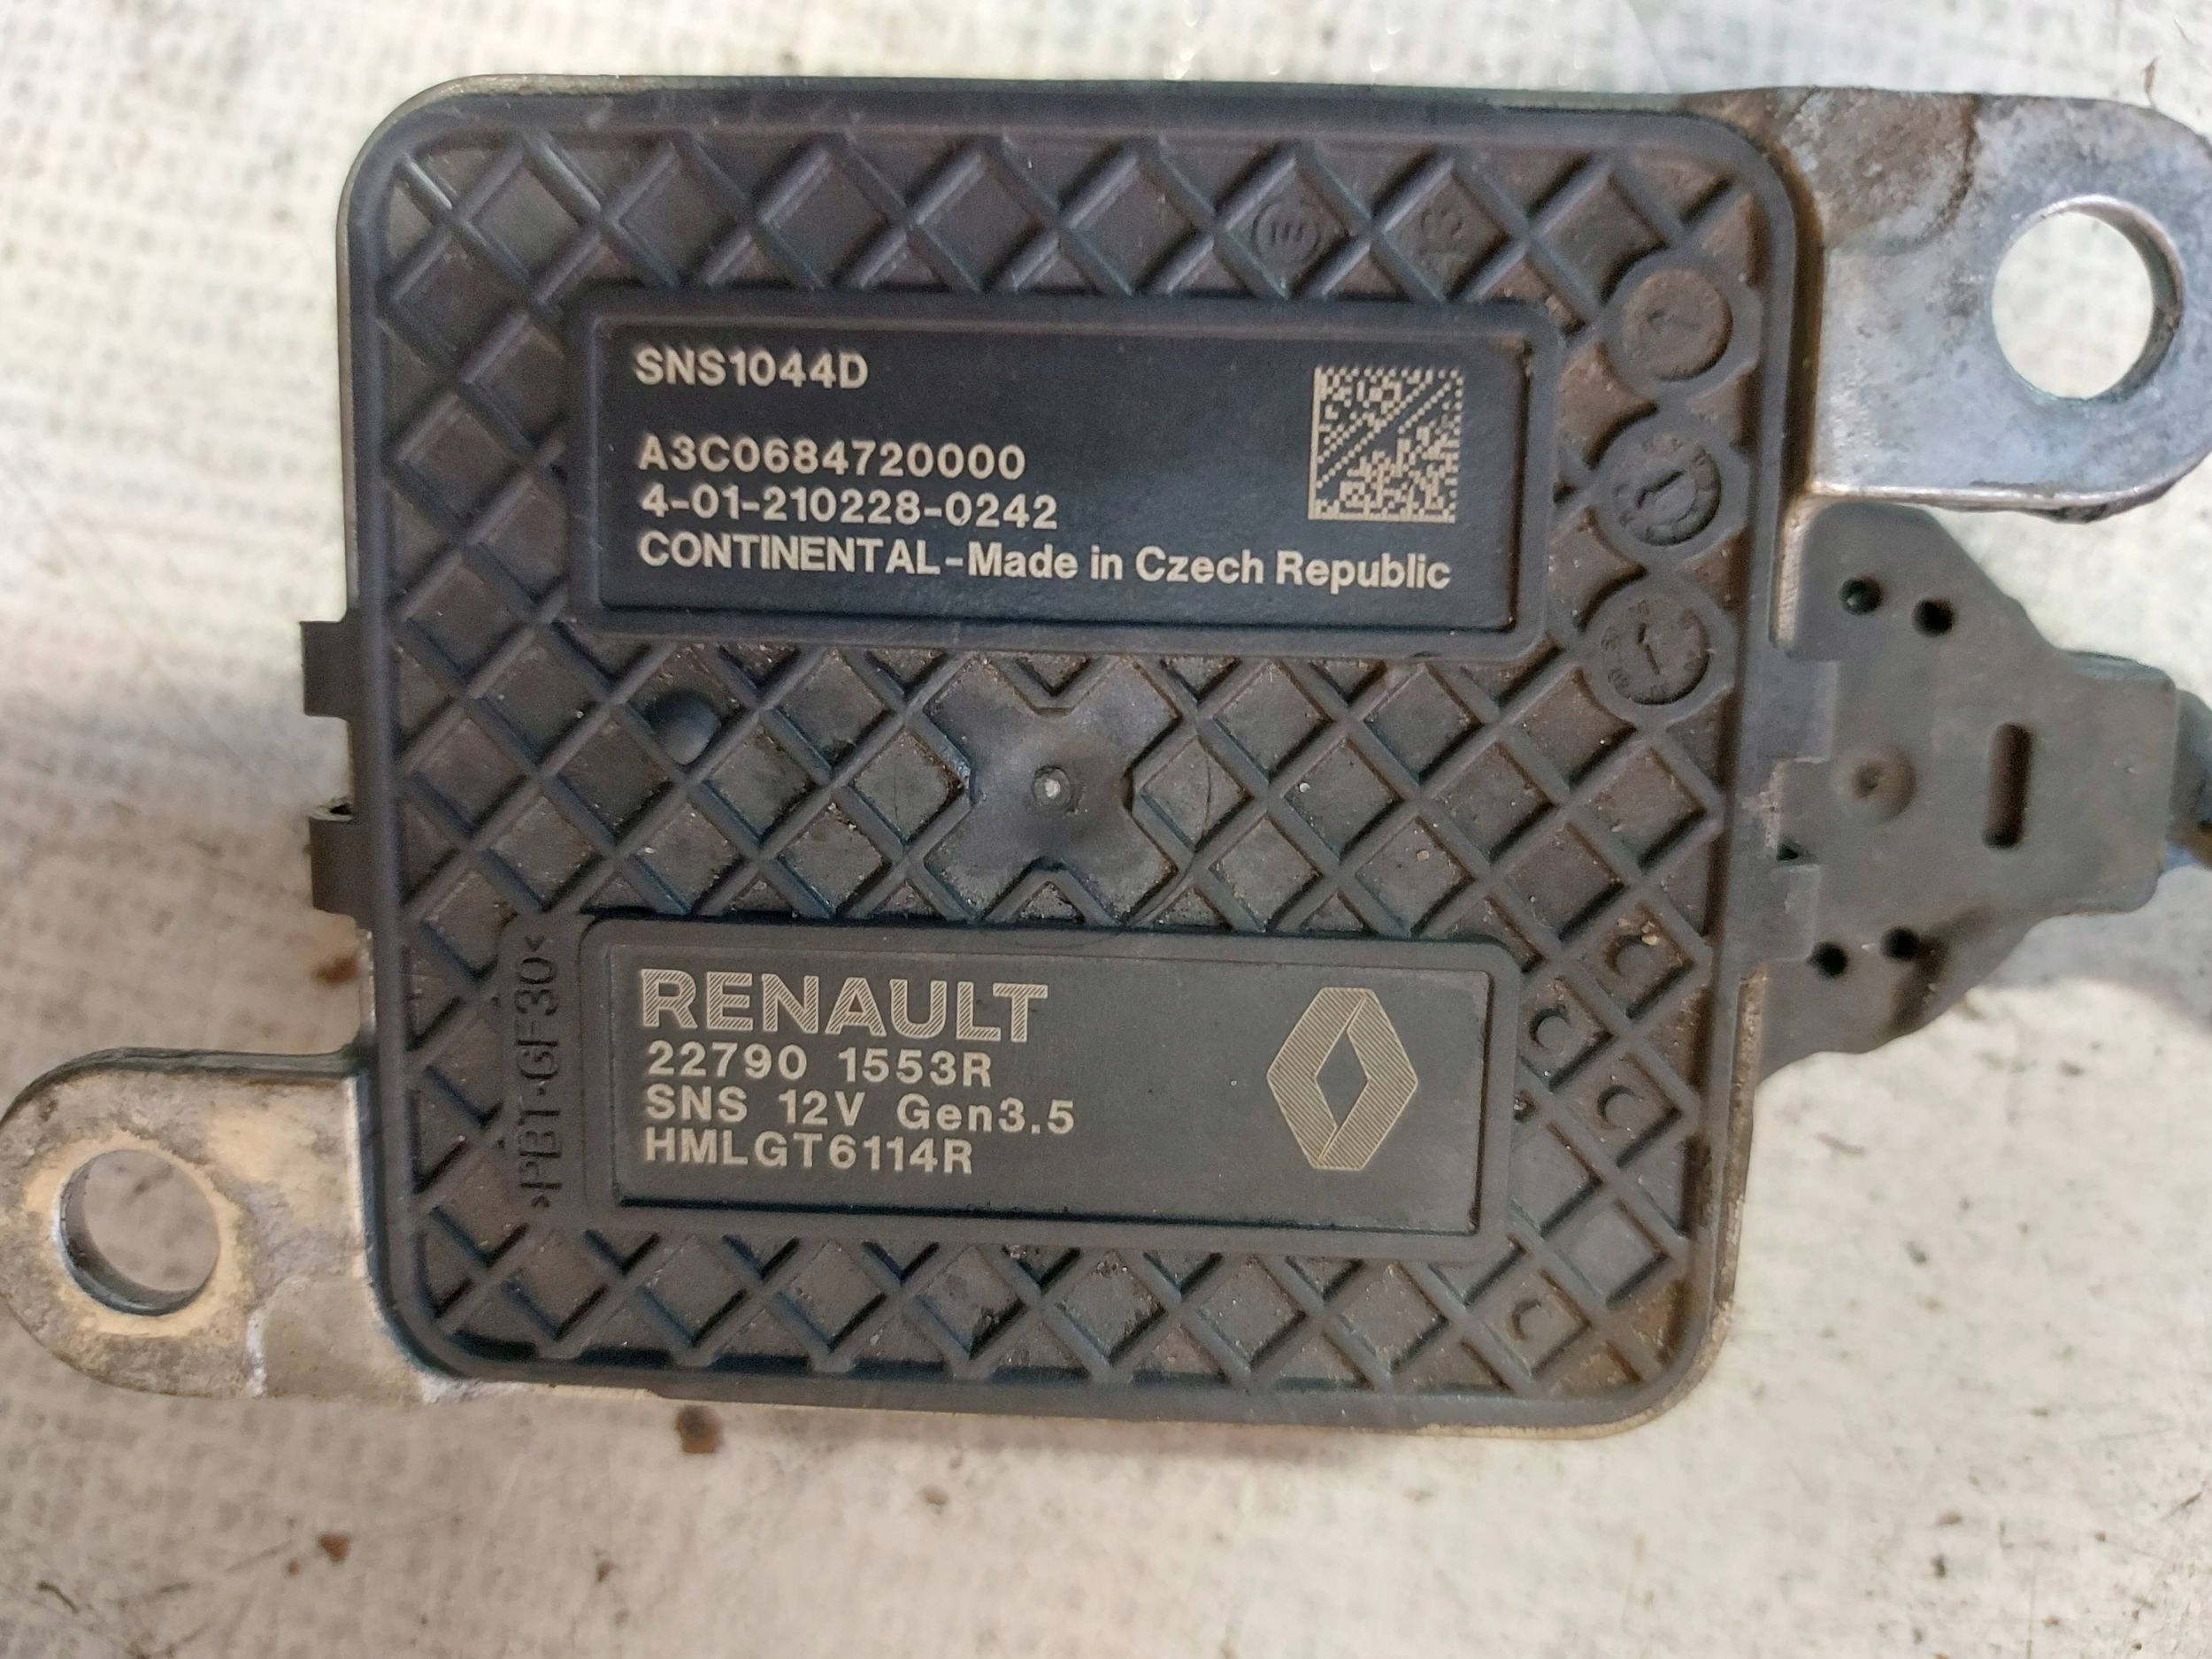 SNS1044D
A3C0684720000
4-01-210228-0242
CONTINENTAL-Made in Czech Republic
>PBT-GF30<
RENAULT
22790 1553R
SNS 12V Gen3.5
HMLGT6114R